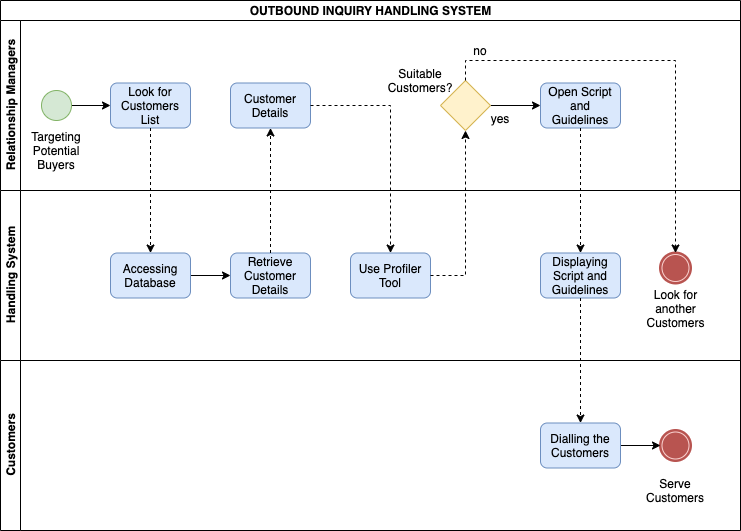 OUTBOUND INQUIRY HANDLING SYSTEM
Relationship Managers
Targeting
Potential
Buyers
Look for
Customers
List
Customer
Details
Suitable
Customers?
no
yes
Open Script
and
Guidelines
Handling System
Accessing
Database
Retrieve
Customer
Details
Use Profiler
Tool
Displaying
Script and
Guidelines
Look for
another
Customers
Customers
Dialling the
Customers
Serve
Customers